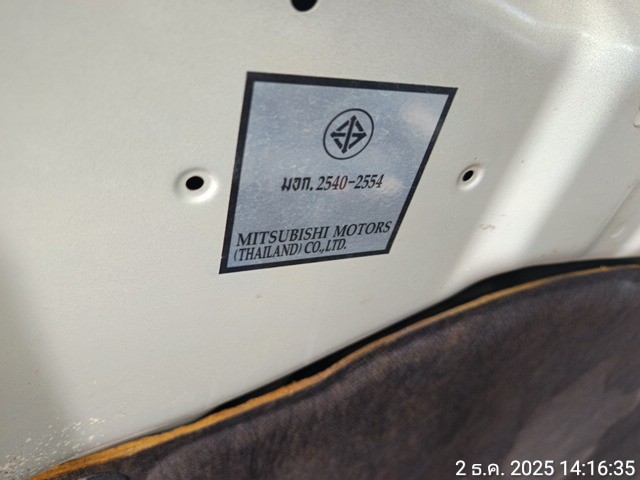 มอก. 2540-2554
MITSUBISHI MOTORS
(THAILAND) CO.,LTD.
2 ธ.ค. 2025 14:16:35